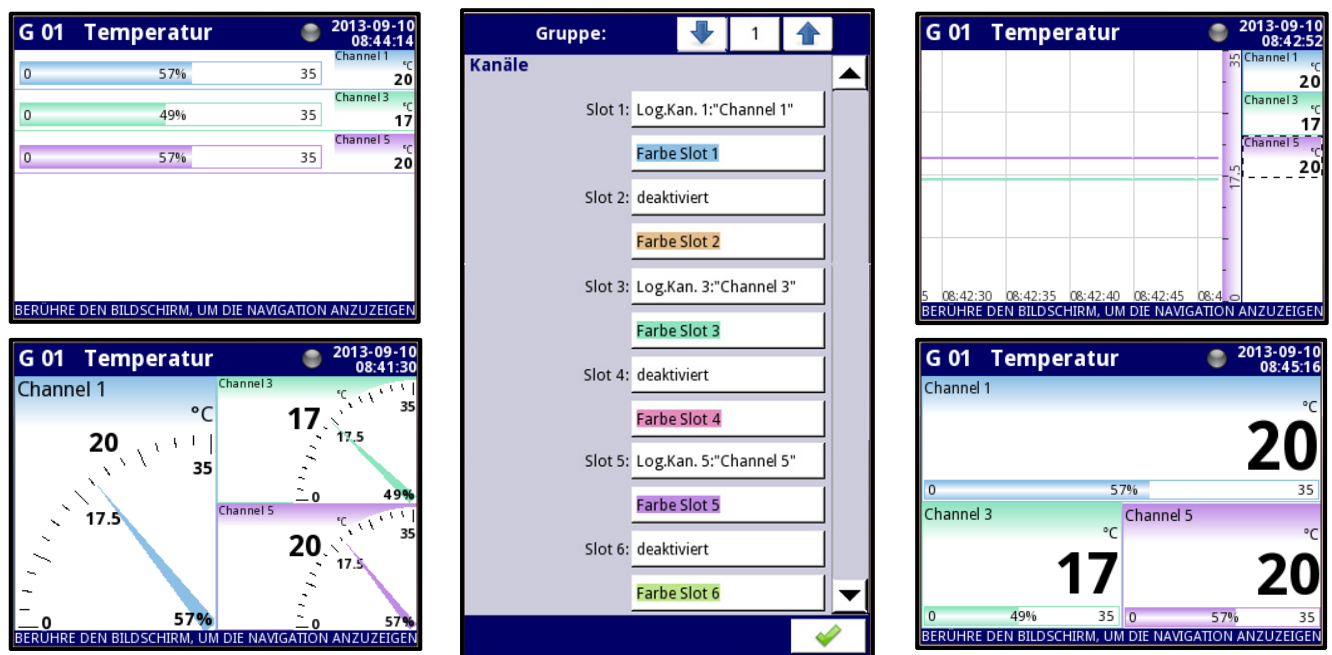 G 01 Temperatur 2013-09-10
08:44:14
Channel 1
°C
0 57% 35 20
Channel 3
°C
0 49% 35 17
Channel 5
°C
0 57% 35 20
BERÜHRE DEN BILDSCHIRM, UM DIE NAVIGATION ANZUZEIGEN
G 01 Temperatur 2013-09-10
08:41:30
Channel 1
°C
20
35
17.5
0
57%
Channel 3
°C
17
35
17.5
0
49%
Channel 5
°C
20
35
17.5
0
57%
BERÜHRE DEN BILDSCHIRM, UM DIE NAVIGATION ANZUZEIGEN
Gruppe: 1
Kanäle
Slot 1: Log.Kan. 1:"Channel 1"
Farbe Slot 1
Slot 2: deaktiviert
Farbe Slot 2
Slot 3: Log.Kan. 3:"Channel 3"
Farbe Slot 3
Slot 4: deaktiviert
Farbe Slot 4
Slot 5: Log.Kan. 5:"Channel 5"
Farbe Slot 5
Slot 6: deaktiviert
Farbe Slot 6
G 01 Temperatur 2013-09-10
08:42:52
35
17.5
0
Channel 1
°C
20
Channel 3
°C
17
Channel 5
°C
20
5 08:42:30 08:42:35 08:42:40 08:42:45 08:4
BERÜHRE DEN BILDSCHIRM, UM DIE NAVIGATION ANZUZEIGEN
G 01 Temperatur 2013-09-10
08:45:16
Channel 1
°C
20
0 57% 35
Channel 3
°C
17
0 49% 35
Channel 5
°C
20
0 57% 35
BERÜHRE DEN BILDSCHIRM, UM DIE NAVIGATION ANZUZEIGEN